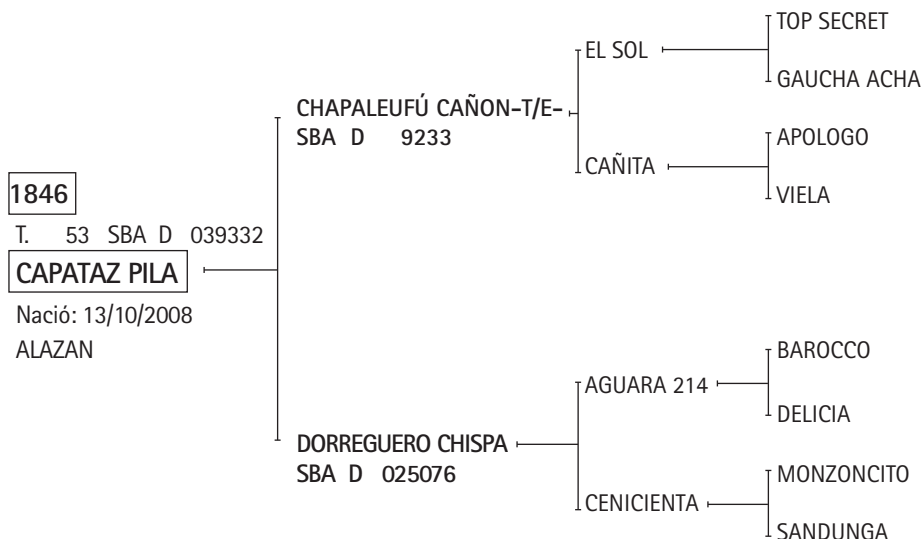 TOP SECRET
EL SOL
GAUCHA ACHA
CHAPALEUFÚ CAÑON-T/E-
SBA D 9233
APOLOGO
CAÑITA
VIELA
1846
T. 53 SBA D 039332
CAPATAZ PILA
Nació: 13/10/2008
ALAZAN
BAROCCO
AGUARA 214
DELICIA
DORREGUERO CHISPA
SBA D 025076
MONZONCITO
CENICIENTA
SANDUNGA